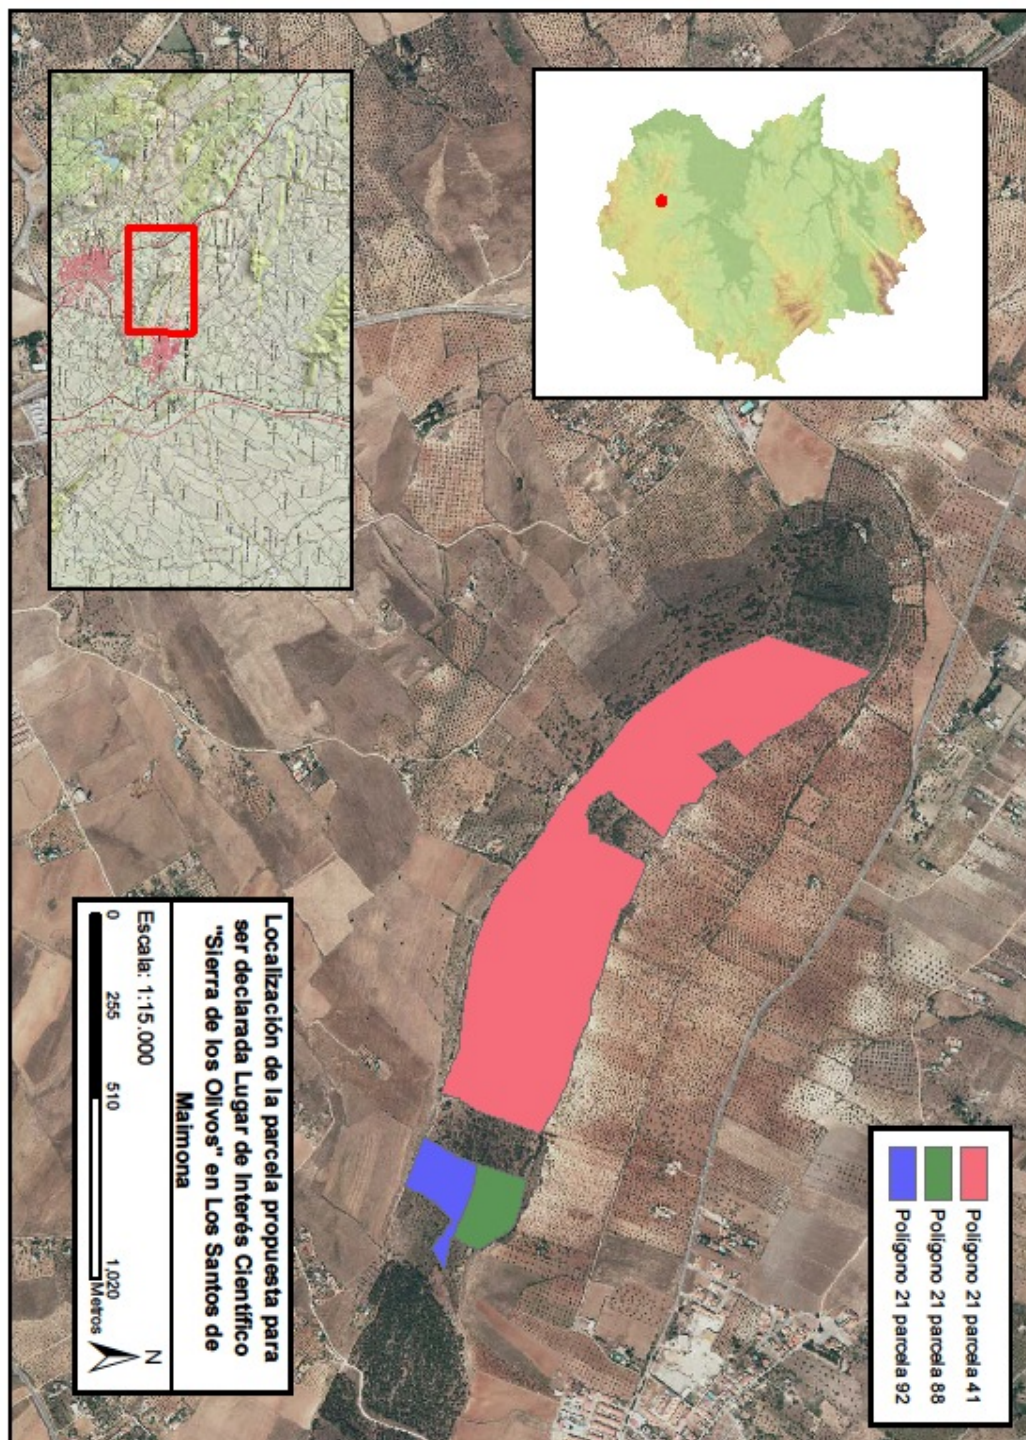 Polígono 21 parcela 41
Polígono 21 parcela 88
Polígono 21 parcela 92
Localización de la parcela propuesta para
ser declarada Lugar de Interés Científico
"Sierra de los Olivos" en Los Santos de
Maimona
Escala: 1:15.000
0 255 510 1.020
Metros
N